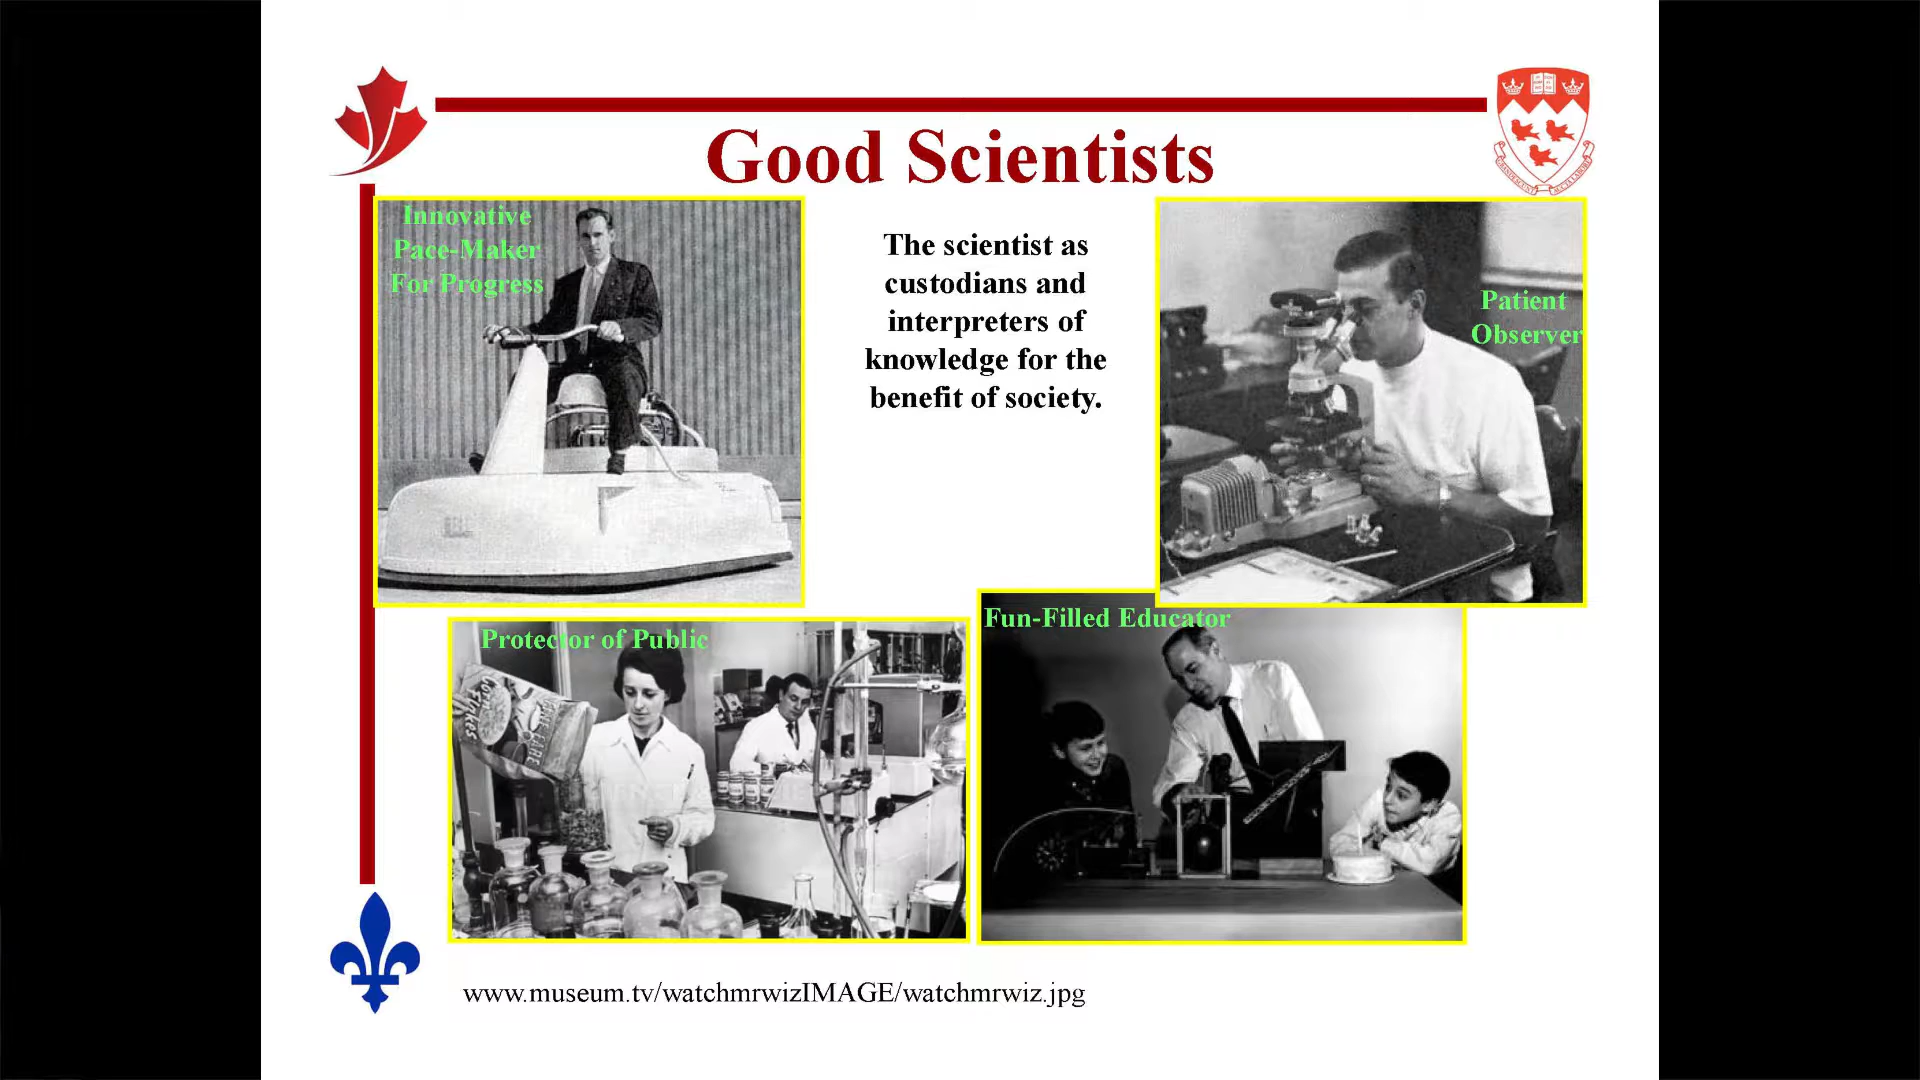 Good Scientists
Innovative
Pace-Maker
For Progress
The scientist as
custodians and
interpreters of
knowledge for the
benefit of society.
Patient
Observer
Protector of Public
Fun-Filled Educator
www.museum.tv/watchmrwizIMAGE/watchmrwiz.jpg